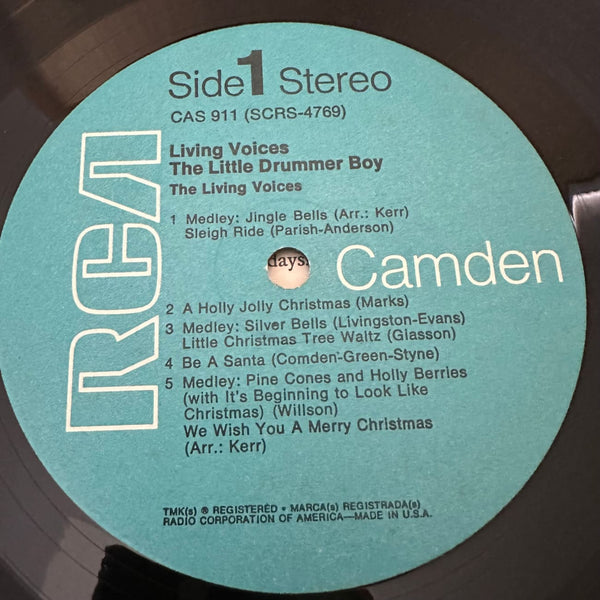 Side 1 Stereo
CAS 911 (SCRS-4769)
RCA
Living Voices
The Little Drummer Boy
The Living Voices
1 Medley: Jingle Bells (Arr.: Kerr)
Sleigh Ride (Parish-Anderson)
days.
Camden
2 A Holly Jolly Christmas (Marks)
3 Medley: Silver Bells (Livingston-Evans)
Little Christmas Tree Waltz (Glasson)
4 Be A Santa (Comden-Green-Styne)
5 Medley: Pine Cones and Holly Berries
(with It's Beginning to Look Like
Christmas) (Willson)
We Wish You A Merry Christmas
(Arr.: Kerr)
TMK(s) ® REGISTERED • MARCA(s) REGISTRADA(s)
RADIO CORPORATION OF AMERICA—MADE IN U.S.A.